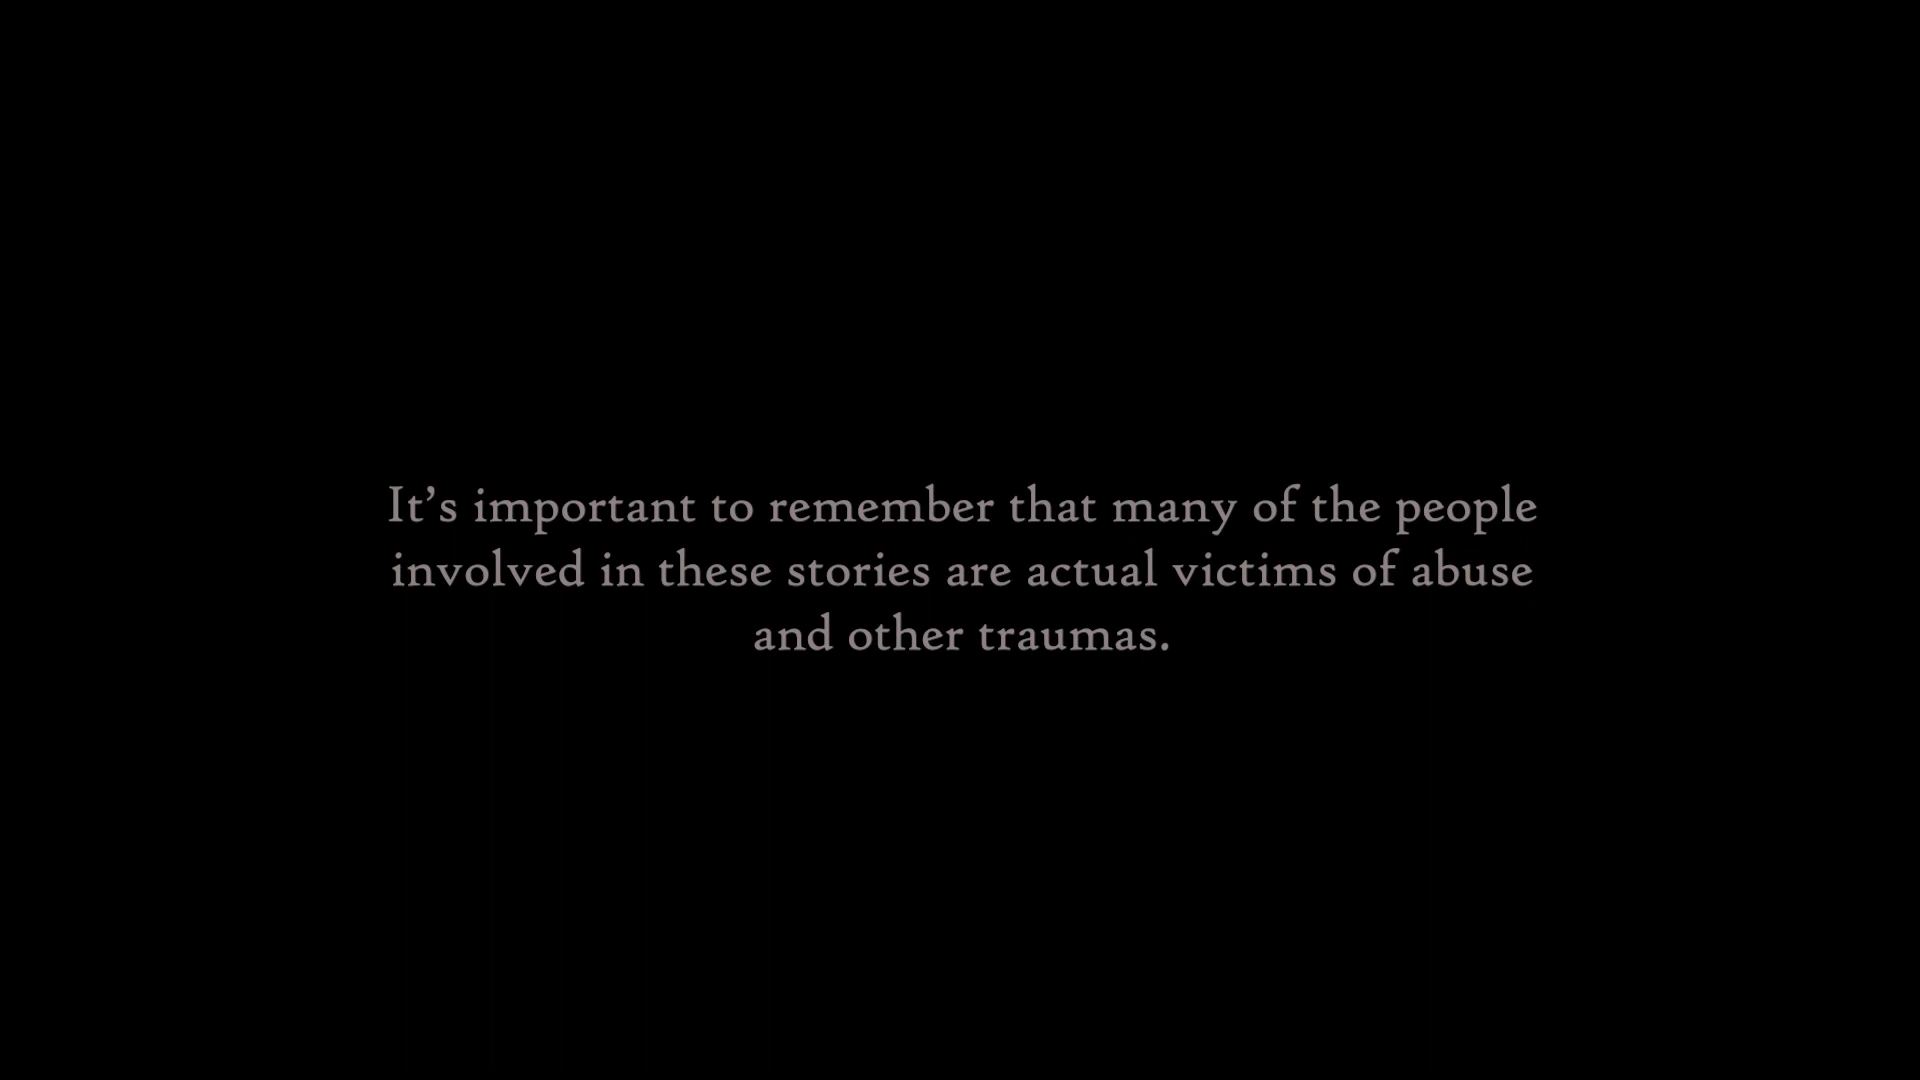 It’s important to remember that many of the people
involved in these stories are actual victims of abuse
and other traumas.